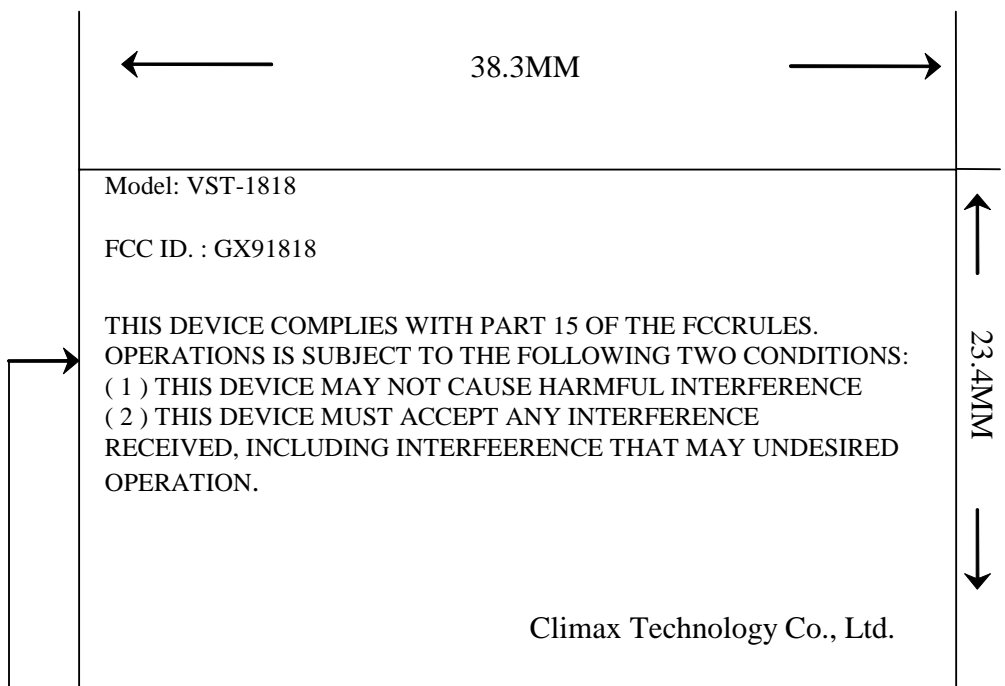 38.3MM
Model: VST-1818
FCC ID. : GX91818
THIS DEVICE COMPLIES WITH PART 15 OF THE FCCRULES.
OPERATIONS IS SUBJECT TO THE FOLLOWING TWO CONDITIONS:
( 1 ) THIS DEVICE MAY NOT CAUSE HARMFUL INTERFERENCE
( 2 ) THIS DEVICE MUST ACCEPT ANY INTERFERENCE
RECEIVED, INCLUDING INTERFEERENCE THAT MAY UNDESIRED
OPERATION.
23.4MM
Climax Technology Co., Ltd.